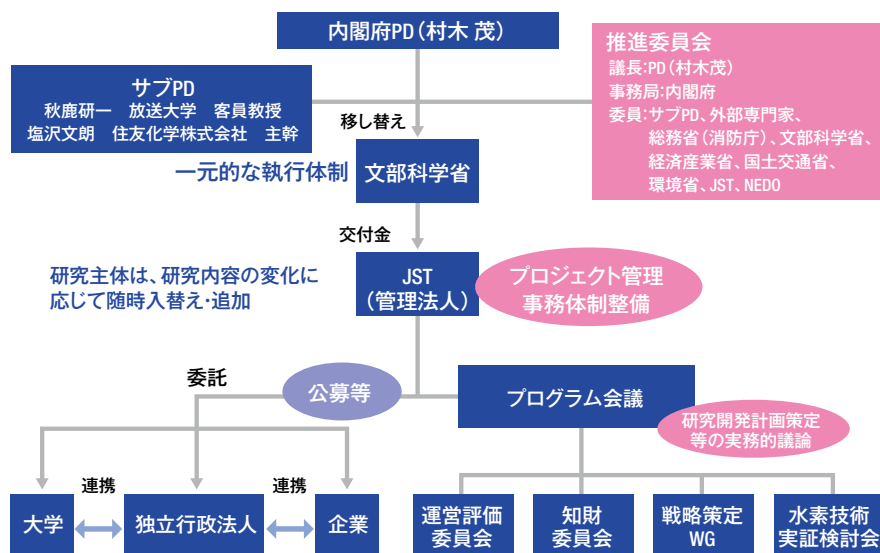 内閣府PD(村木 茂)
サブPD
秋鹿研一 放送大学 客員教授
塩沢文朗 住友化学株式会社 主幹
推進委員会
議長:PD(村木茂)
事務局:内閣府
委員:サブPD、外部専門家、
総務省(消防庁)、文部科学省、
経済産業省、国土交通省、
環境省、JST、NEDO
移し替え
一元的な執行体制
文部科学省
交付金
研究主体は、研究内容の変化に
応じて随時入替え・追加
JST
(管理法人)
プロジェクト管理
事務体制整備
委託
公募等
プログラム会議
研究開発計画策定
等の実務的議論
大学
連携
独立行政法人
連携
企業
運営評価
委員会
知財
委員会
戦略策定
WG
水素技術
実証検討会